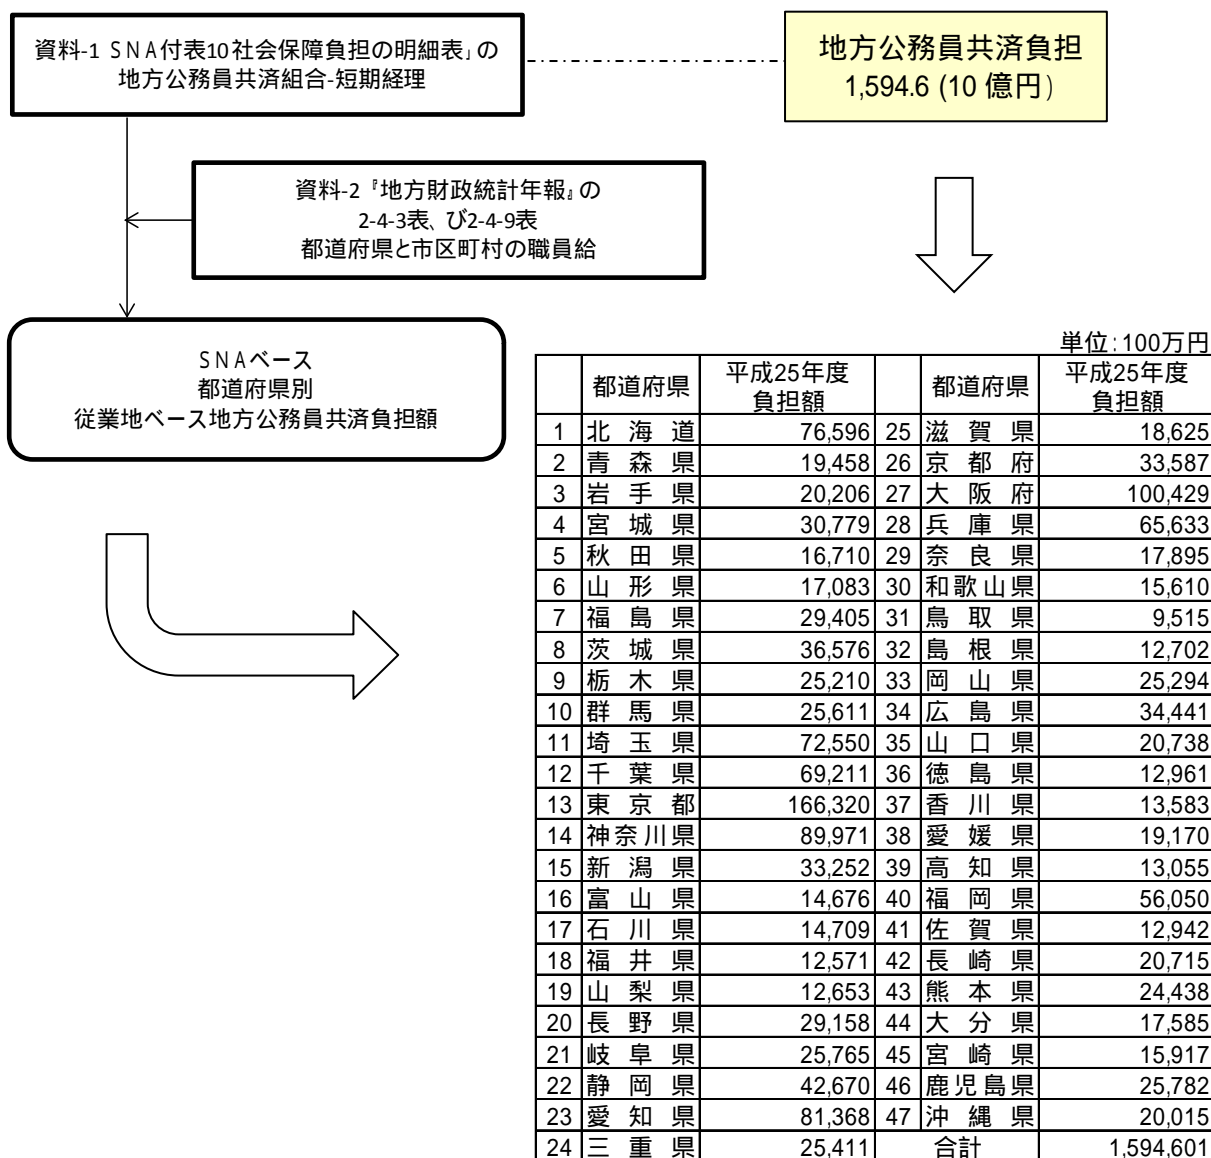 資料-1 SNA付表10社会保障負担の明細表」の
地方公務員共済組合-短期経理
地方公務員共済負担
1,594.6 (10 億円)
資料-2『地方財政統計年報』の
2-4-3表、び2-4-9表
都道府県と市区町村の職員給
SNAベース
都道府県別
従業地ベース地方公務員共済負担額
単位:100万円
都道府県 平成25年度 負担額 都道府県 平成25年度 負担額
1 北海道 76,596 25 滋賀県 18,625
2 青森県 19,458 26 京都府 33,587
3 岩手県 20,206 27 大阪府 100,429
4 宮城県 30,779 28 兵庫県 65,633
5 秋田県 16,710 29 奈良県 17,895
6 山形県 17,083 30 和歌山県 15,610
7 福島県 29,405 31 鳥取県 9,515
8 茨城県 36,576 32 島根県 12,702
9 栃木県 25,210 33 岡山県 25,294
10 群馬県 25,611 34 広島県 34,441
11 埼玉県 72,550 35 山口県 20,738
12 千葉県 69,211 36 徳島県 12,961
13 東京都 166,320 37 香川県 13,583
14 神奈川県 89,971 38 愛媛県 19,170
15 新潟県 33,252 39 高知県 13,055
16 富山県 14,676 40 福岡県 56,050
17 石川県 14,709 41 佐賀県 12,942
18 福井県 12,571 42 長崎県 20,715
19 山梨県 12,653 43 熊本県 24,438
20 長野県 29,158 44 大分県 17,585
21 岐阜県 25,765 45 宮崎県 15,917
22 静岡県 42,670 46 鹿児島県 25,782
23 愛知県 81,368 47 沖縄県 20,015
24 三重県 25,411 合計 1,594,601